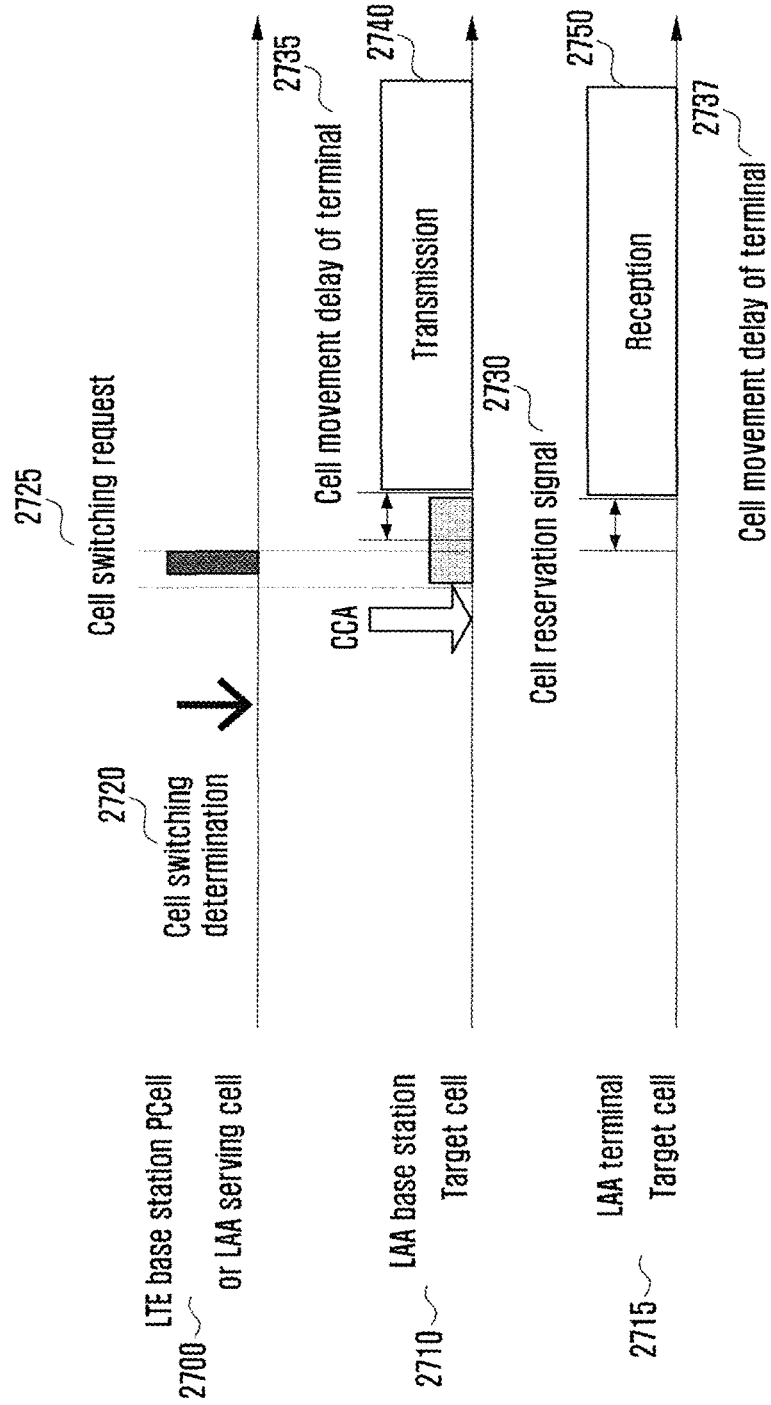 2725
Cell switching request
2720
Cell switching
determination
LTE base station PCell
or LAA serving cell
2700
2735
Cell movement delay of terminal
2740
CCA
Transmission
LAA base station
Target cell
2710
2730
Cell reservation signal
2750
Reception
LAA terminal
Target cell
2715
2737
Cell movement delay of terminal